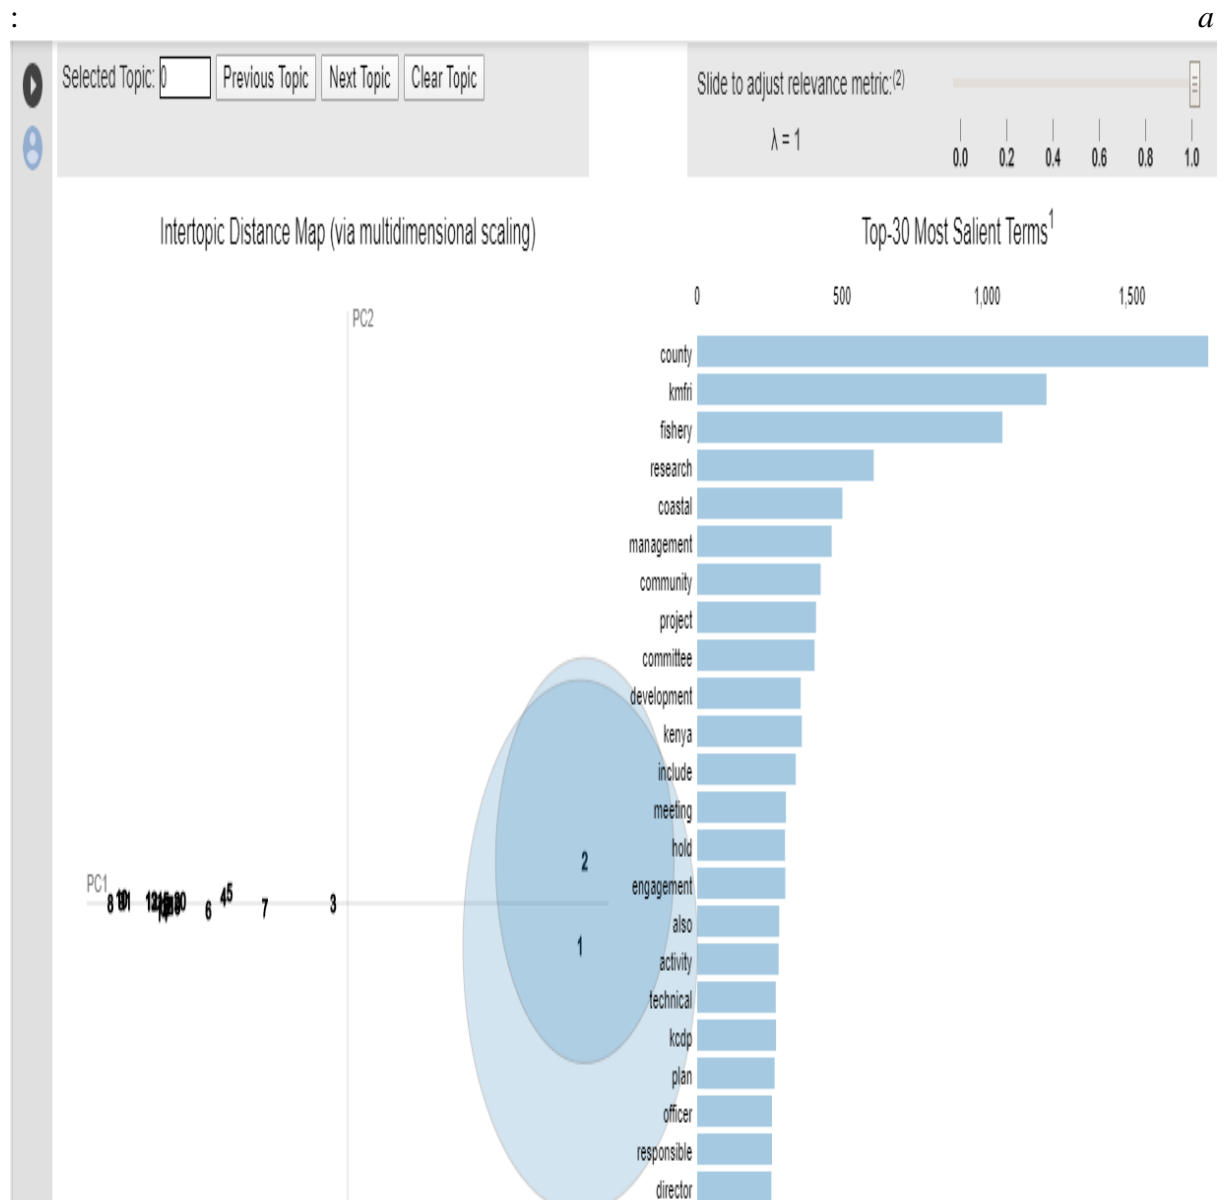 : a
Selected Topic: 0 Previous Topic Next Topic Clear Topic
Slide to adjust relevance metric:(2)
λ = 1
0.0 0.2 0.4 0.6 0.8 1.0
Intertopic Distance Map (via multidimensional scaling)
PC2
PC1
8
6
4
5
7
3
2
1
Top-30 Most Salient Terms1
0 500 1,000 1,500
county
kmfri
fishery
research
coastal
management
community
project
committee
development
kenya
include
meeting
hold
engagement
also
activity
technical
kcdp
plan
officer
responsible
director